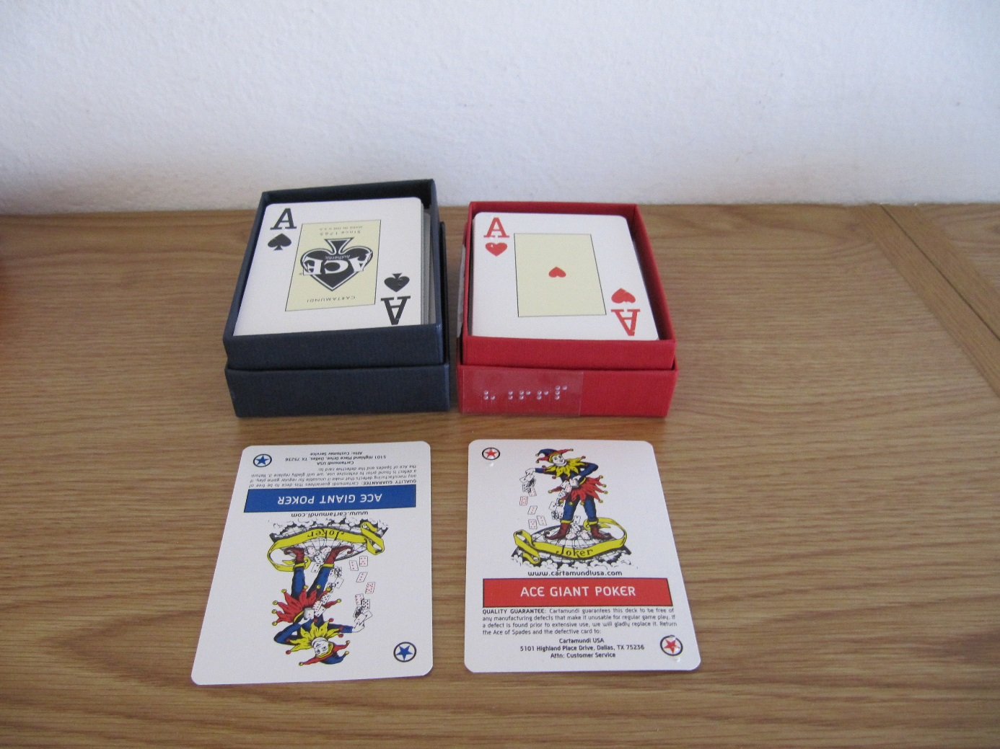 A
Since 1762
MADE IN THE U.S.A.
ACE
Authentic
CARTAMUNDI
A
A
A
Attn: Customer Service
5101 Highland Place Drive, Dallas, TX 75236
Cartamundi USA
the Ace of Spades and the defective card to:
a defect is found prior to extensive use, we will gladly replace it. Return
any manufacturing defects that make it unusable for regular game play. If
QUALITY GUARANTEE: Cartamundi guarantees this deck to be free of
ACE GIANT POKER
www.cartamundi.com
Joker
Joker
www.cartamundiusa.com
ACE GIANT POKER
QUALITY GUARANTEE: Cartamundi guarantees this deck to be free of
any manufacturing defects that make it unusable for regular game play. If
a defect is found prior to extensive use, we will gladly replace it. Return
the Ace of Spades and the defective card to:
Cartamundi USA
5101 Highland Place Drive, Dallas, TX 75236
Attn: Customer Service